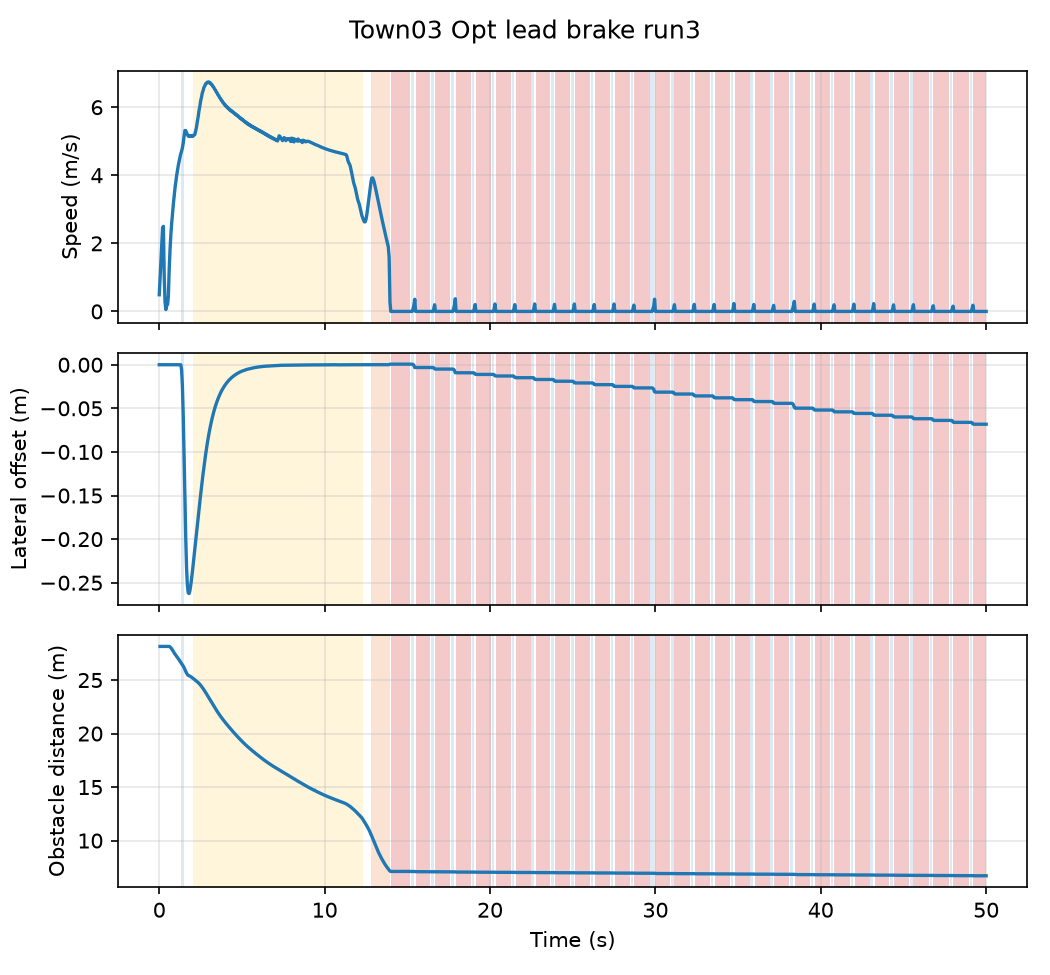 Town03 Opt lead brake run3
Speed (m/s)
6
4
2
0
Lateral offset (m)
0.00
−0.05
−0.10
−0.15
−0.20
−0.25
Obstacle distance (m)
25
20
15
10
0 10 20 30 40 50
Time (s)